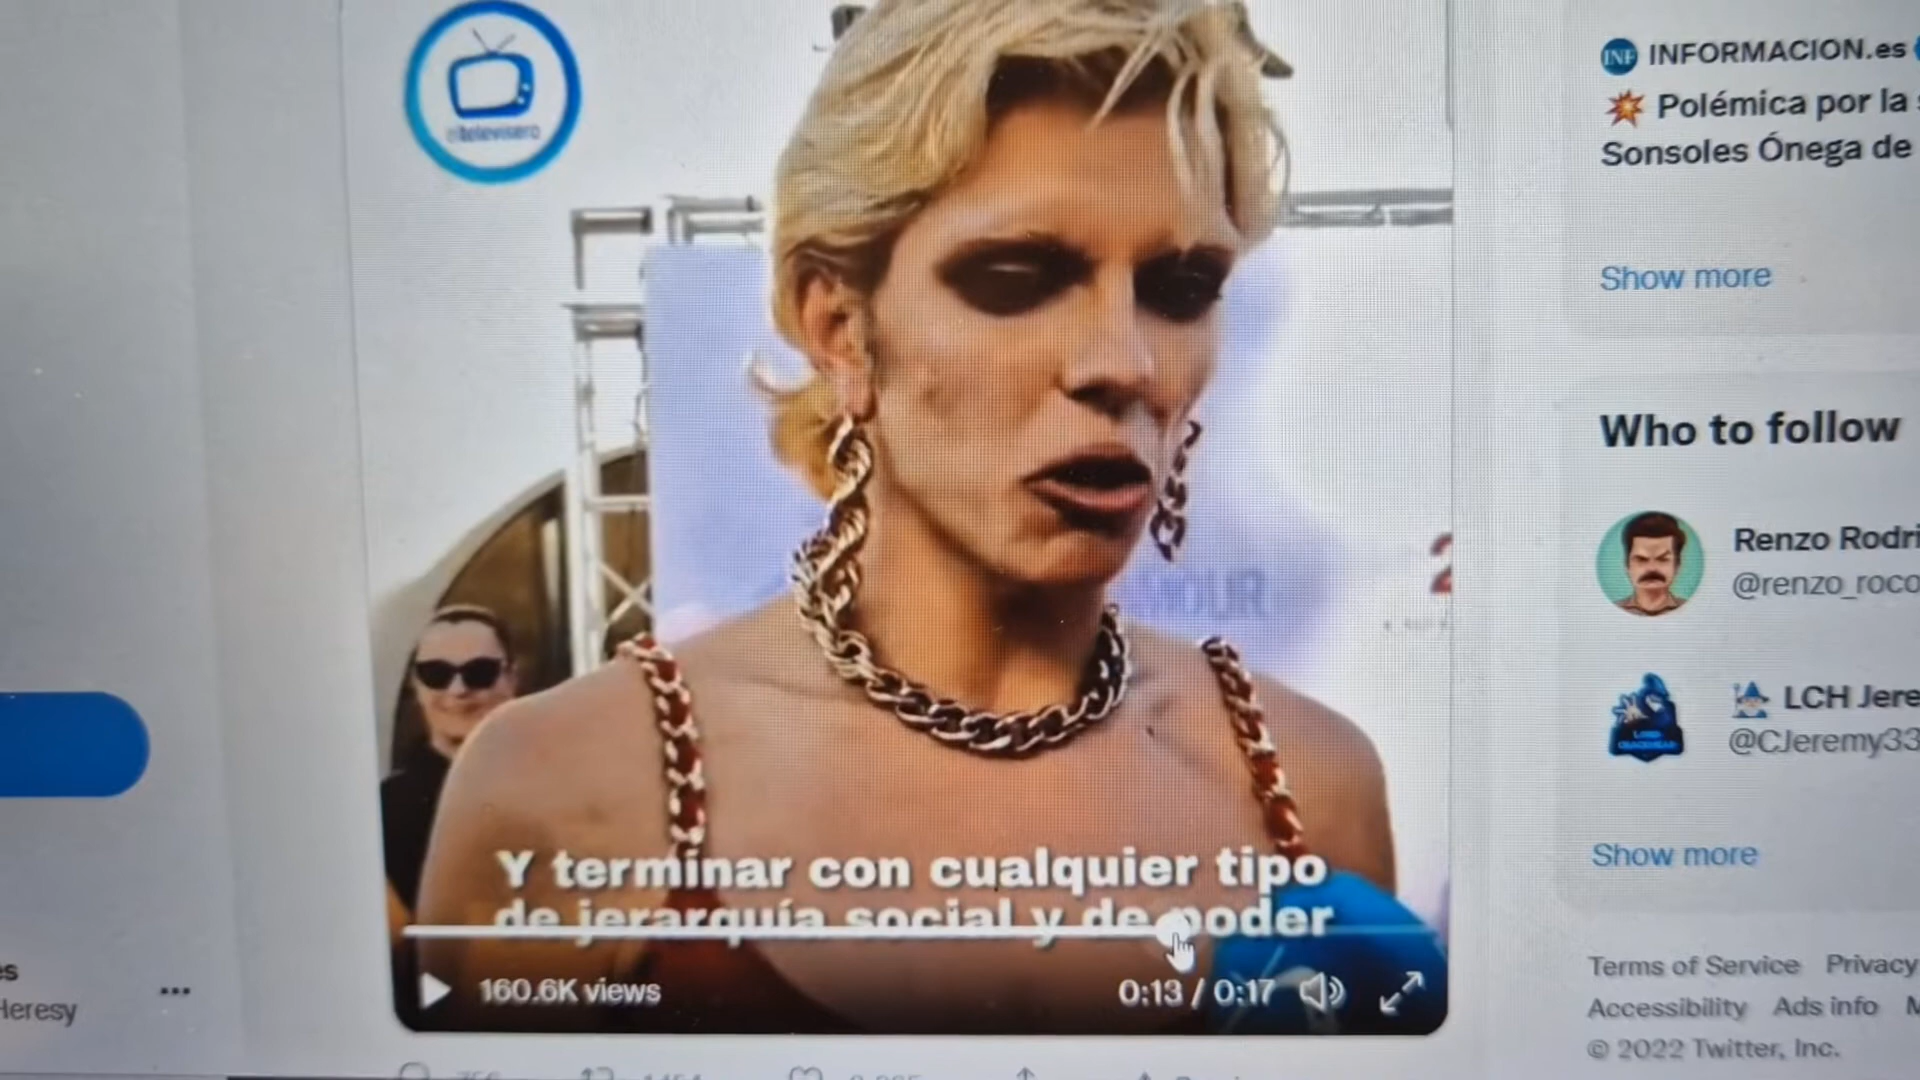 @televisero
INFORMACION.es
Polémica por la
Sonsoles Ónega de
Show more
Who to follow
Renzo Rodri
@renzo_roco
LCH Jere
@CJeremy33
Show more
Y terminar con cualquier tipo
de jerarquía social y de poder
160.6K views
0:13 / 0:17
Heresy
Terms of Service Privacy
Accessibility Ads info
© 2022 Twitter, Inc.